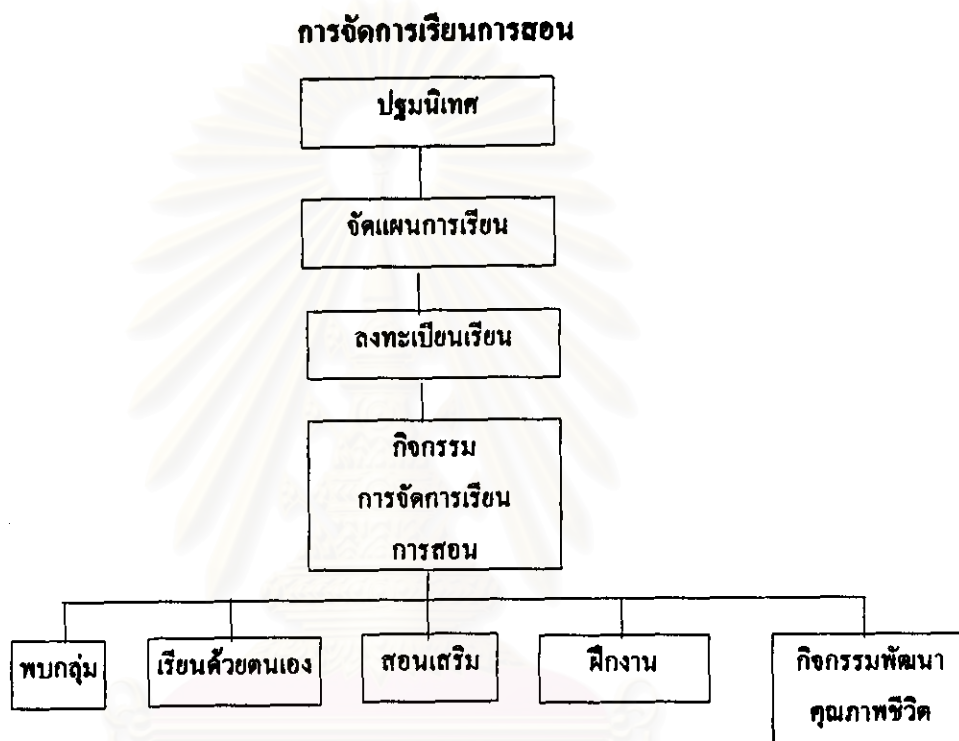 การจัดการเรียนการสอน
ปฐมนิเทศ
จัดแผนการเรียน
ลงทะเบียนเรียน
กิจกรรม
การจัดการเรียน
การสอน
พบกลุ่ม
เรียนด้วยตนเอง
สอนเสริม
ฝึกงาน
กิจกรรมพัฒนา
คุณภาพชีวิต